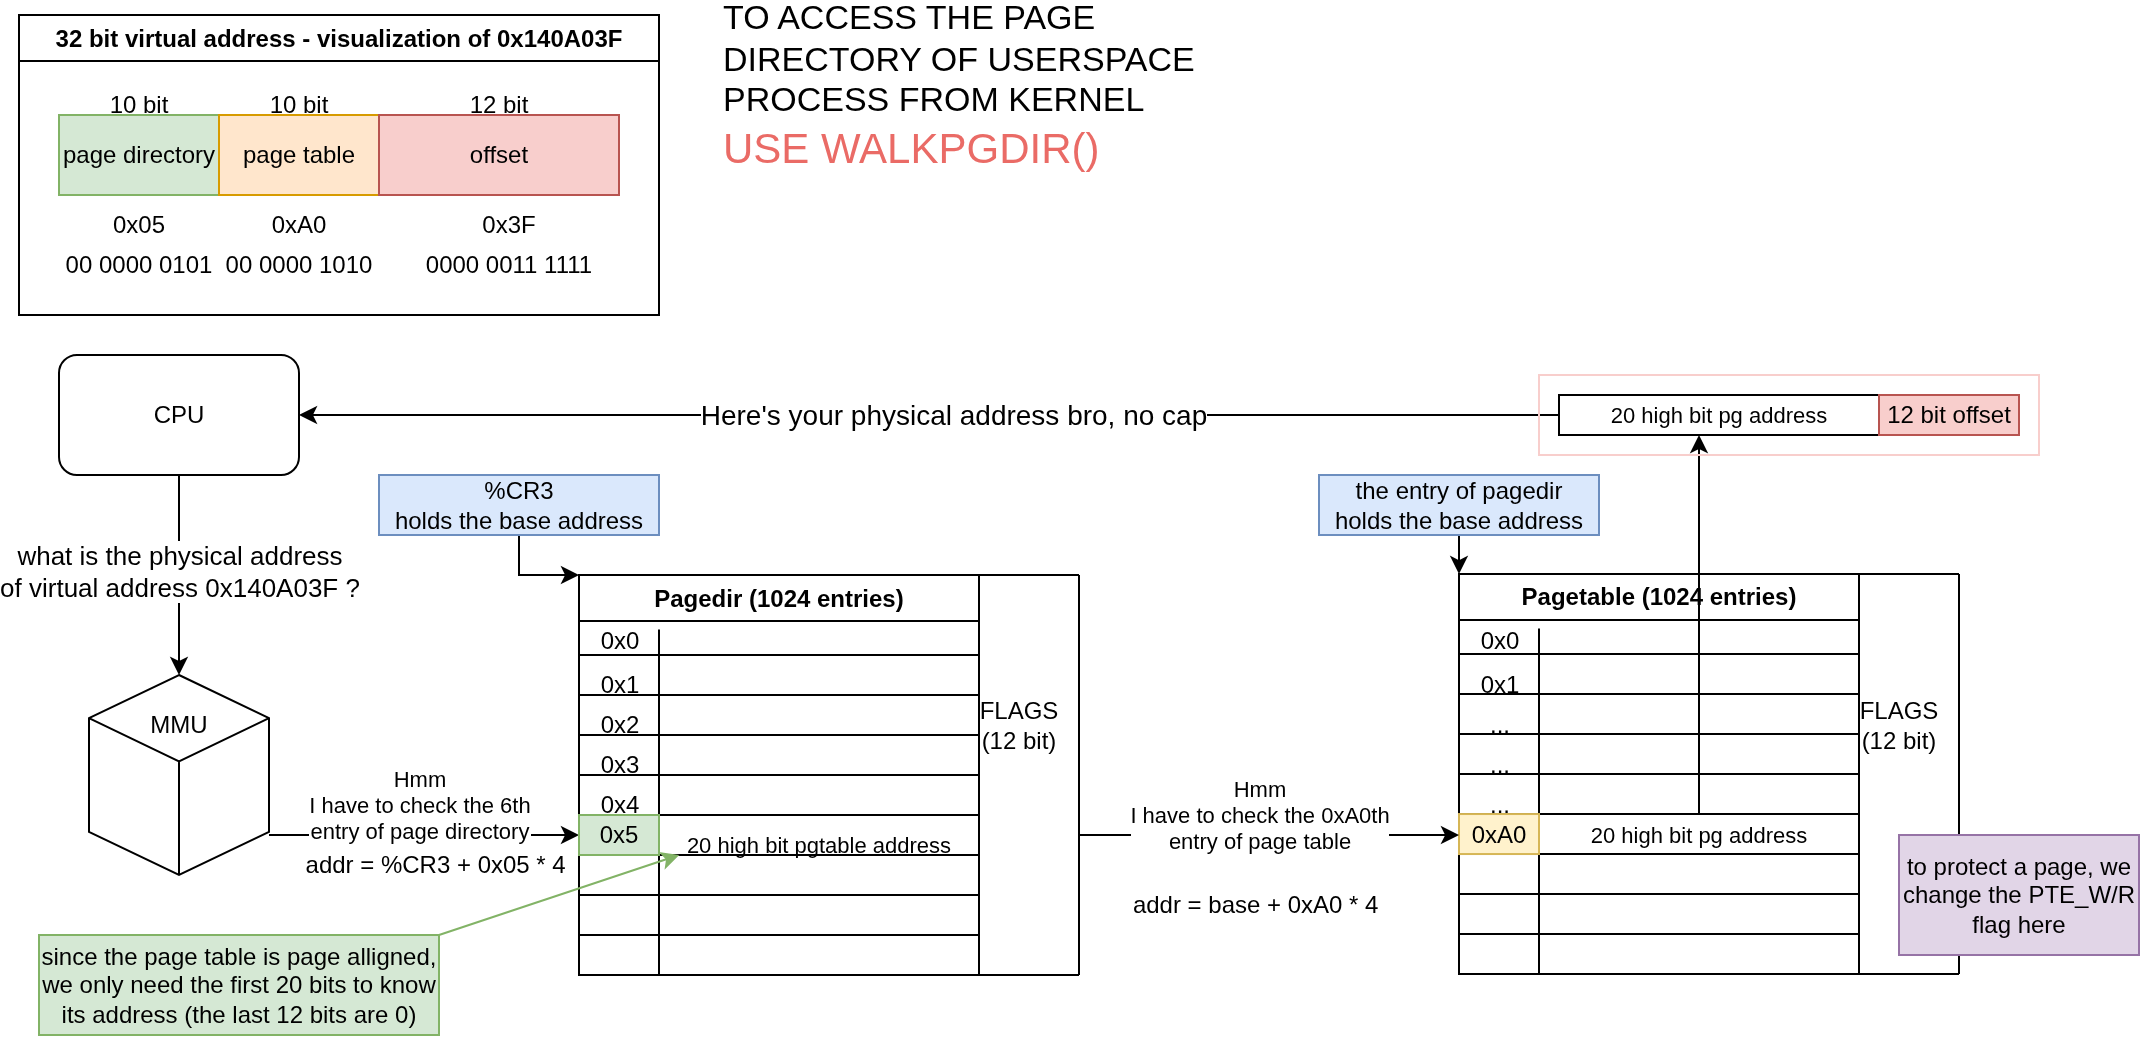 32 bit virtual address - visualization of 0x140A03F
10 bit
10 bit
12 bit
page directory
page table
offset
0x05
0xA0
0x3F
00 0000 0101
00 0000 1010
0000 0011 1111
TO ACCESS THE PAGE
DIRECTORY OF USERSPACE
PROCESS FROM KERNEL
USE WALKPGDIR()
CPU
Here's your physical address bro, no cap
20 high bit pg address
12 bit offset
what is the physical address
of virtual address 0x140A03F ?
%CR3
holds the base address
the entry of pagedir
holds the base address
MMU
Hmm
I have to check the 6th
entry of page directory
addr = %CR3 + 0x05 * 4
Pagedir (1024 entries)
0x0
0x1
0x2
0x3
0x4
0x5
20 high bit pgtable address
FLAGS
(12 bit)
Hmm
I have to check the 0xA0th
entry of page table
addr = base + 0xA0 * 4
Pagetable (1024 entries)
0x0
0x1
...
...
...
0xA0
20 high bit pg address
FLAGS
(12 bit)
to protect a page, we
change the PTE_W/R
flag here
since the page table is page alligned,
we only need the first 20 bits to know
its address (the last 12 bits are 0)